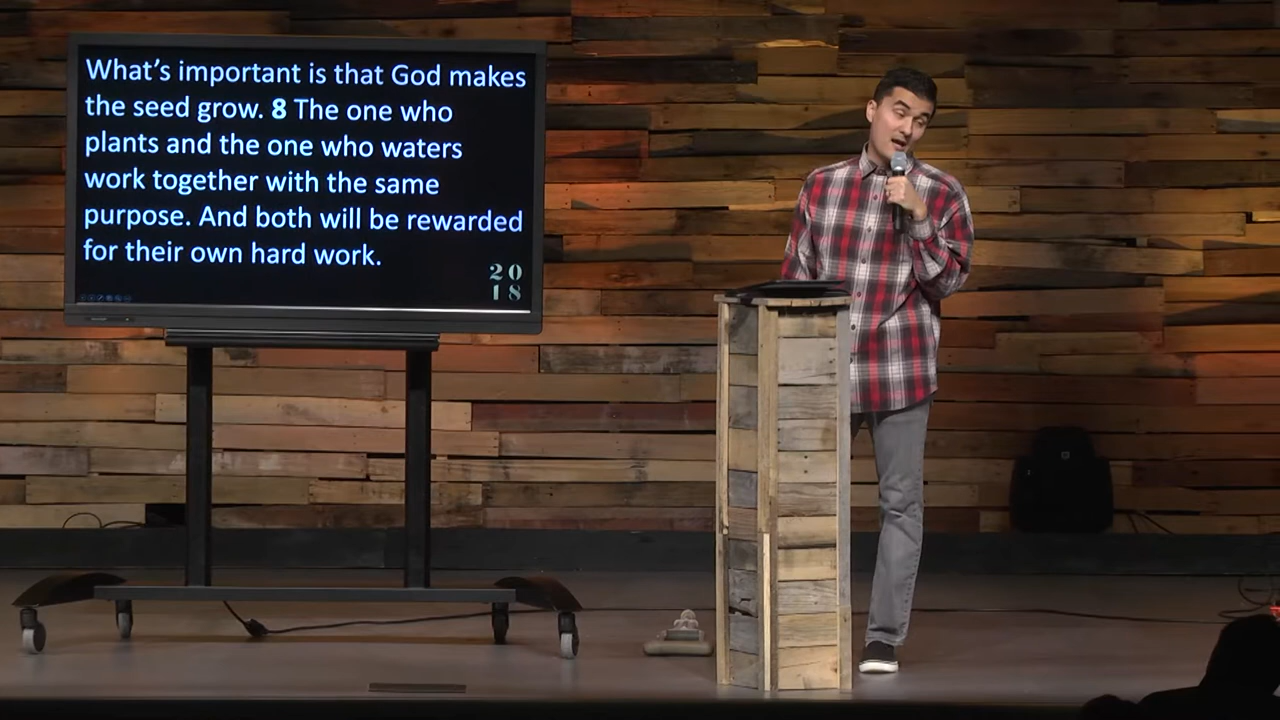 What's important is that God makes
the seed grow. 8 The one who
plants and the one who waters
work together with the same
purpose. And both will be rewarded
for their own hard work.
20
18